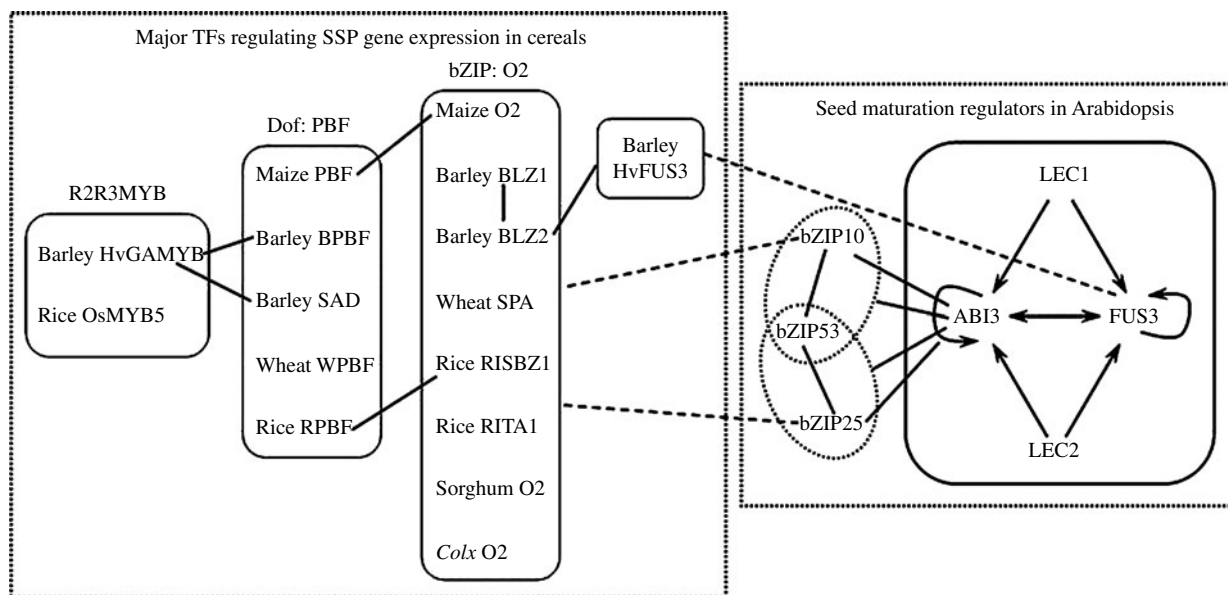 Major TFs regulating SSP gene expression in cereals
R2R3MYB
Barley HvGAMYB
Rice OsMYB5
Dof: PBF
Maize PBF
Barley BPBF
Barley SAD
Wheat WPBF
Rice RPBF
bZIP: O2
Maize O2
Barley BLZ1
Barley BLZ2
Wheat SPA
Rice RISBZ1
Rice RITA1
Sorghum O2
Colx O2
Barley
HvFUS3
Seed maturation regulators in Arabidopsis
bZIP10
bZIP53
bZIP25
LEC1
ABI3
FUS3
LEC2